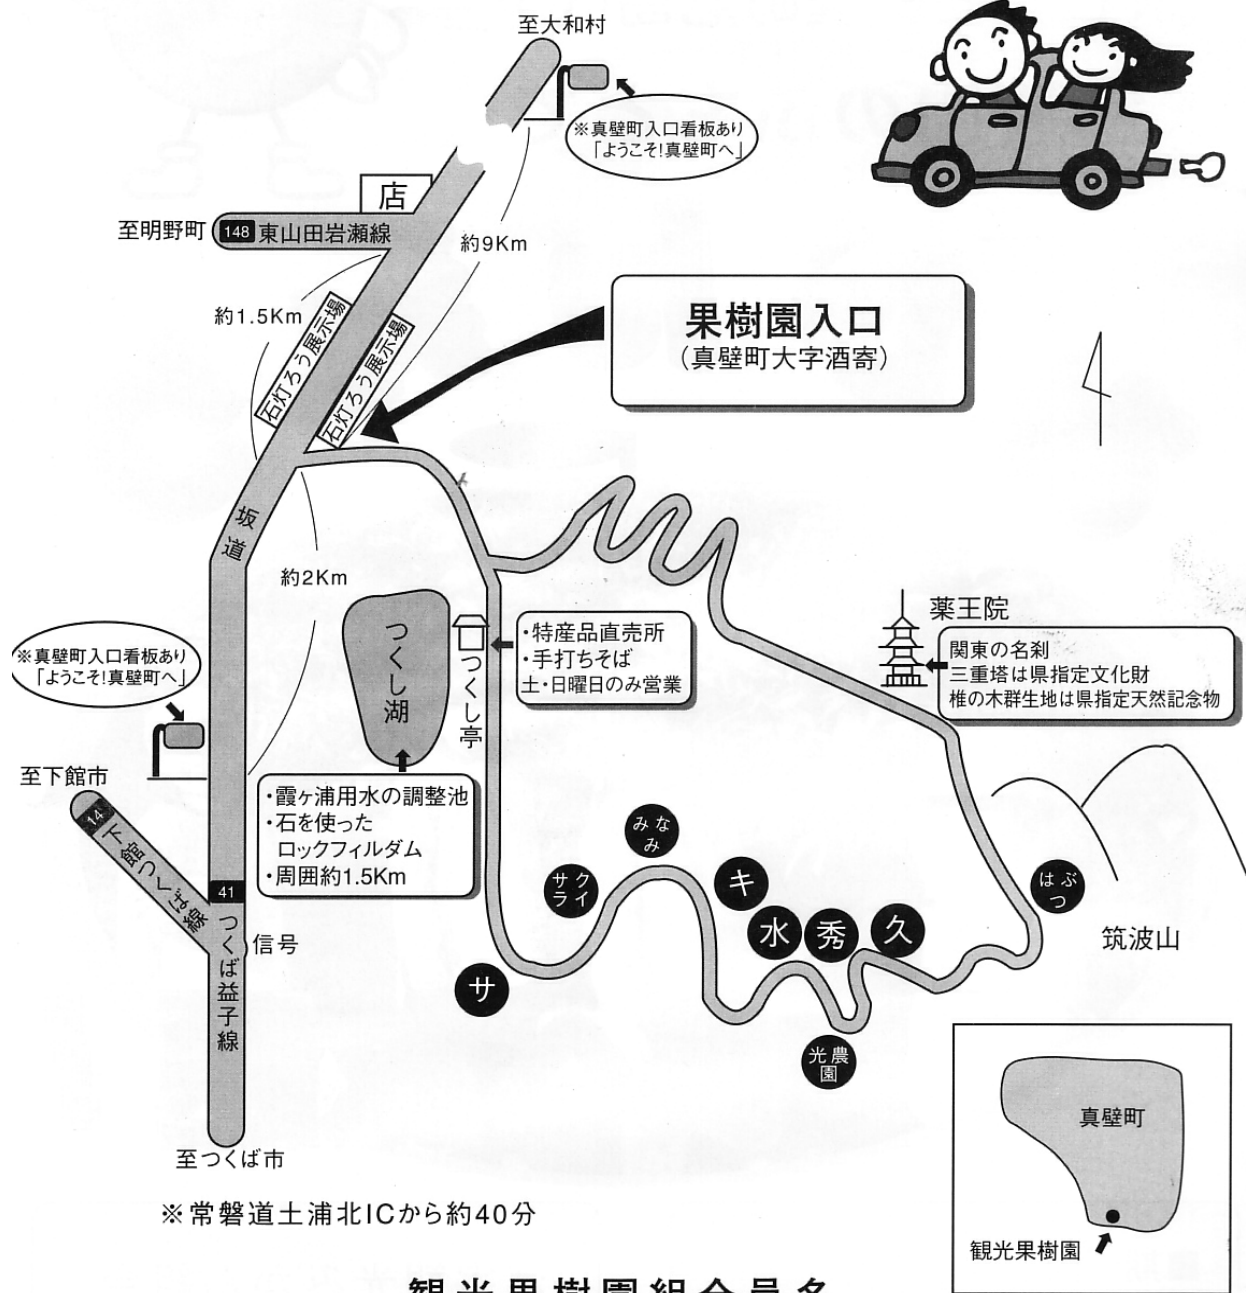 至大和村
※真壁町入口看板あり
「ようこそ!真壁町へ」
店
至明野町
148 東山田岩瀬線
約9Km
約1.5Km
石灯ろう展示場
石灯ろう展示場
果樹園入口
（真壁町大字酒寄）
坂道
約2Km
※真壁町入口看板あり
「ようこそ!真壁町へ」
つくし湖
つくし亭
・特産品直売所
・手打ちそば
土・日曜日のみ営業
薬王院
関東の名刹
三重塔は県指定文化財
椎の木群生地は県指定天然記念物
至下館市
14 下館つくば線
・霞ヶ浦用水の調整池
・石を使った
ロックフィルダム
・周囲約1.5Km
41 つくば益子線
信号
みな
み
サク
ライ
キ
水
秀
久
はぶ
つ
筑波山
サ
光農
園
至つくば市
真壁町
観光果樹園
※常磐道土浦北ICから約40分
観光果樹園組合員名